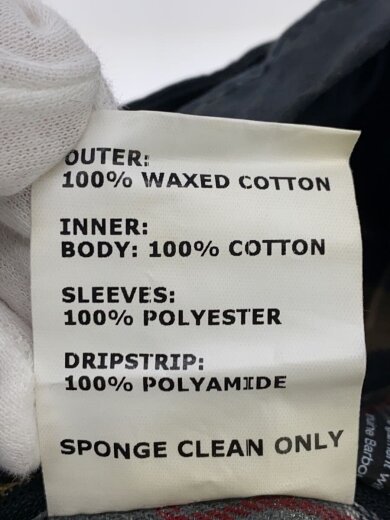 OUTER:
100% WAXED COTTON
INNER:
BODY: 100% COTTON
SLEEVES:
100% POLYESTER
DRIPSTRIP:
100% POLYAMIDE
SPONGE CLEAN ONLY